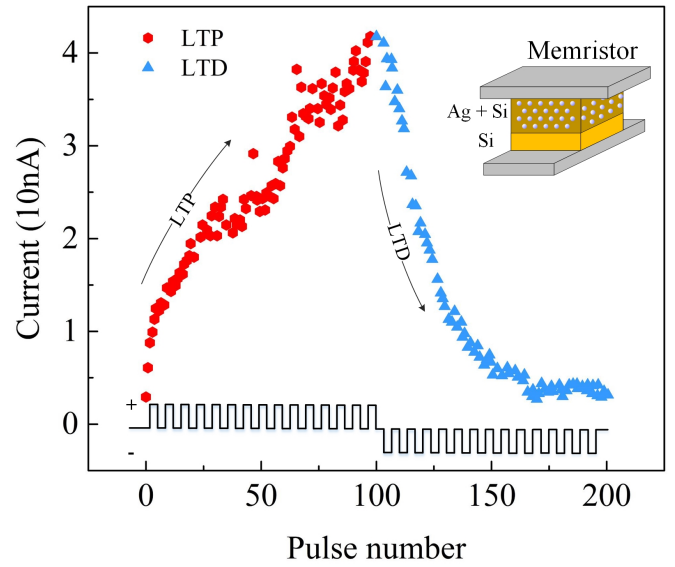 LTP
LTD
Memristor
Ag + Si
Si
LTP
LTD
Current (10nA)
4
3
2
1
0
+
-
0
50
100
150
200
Pulse number